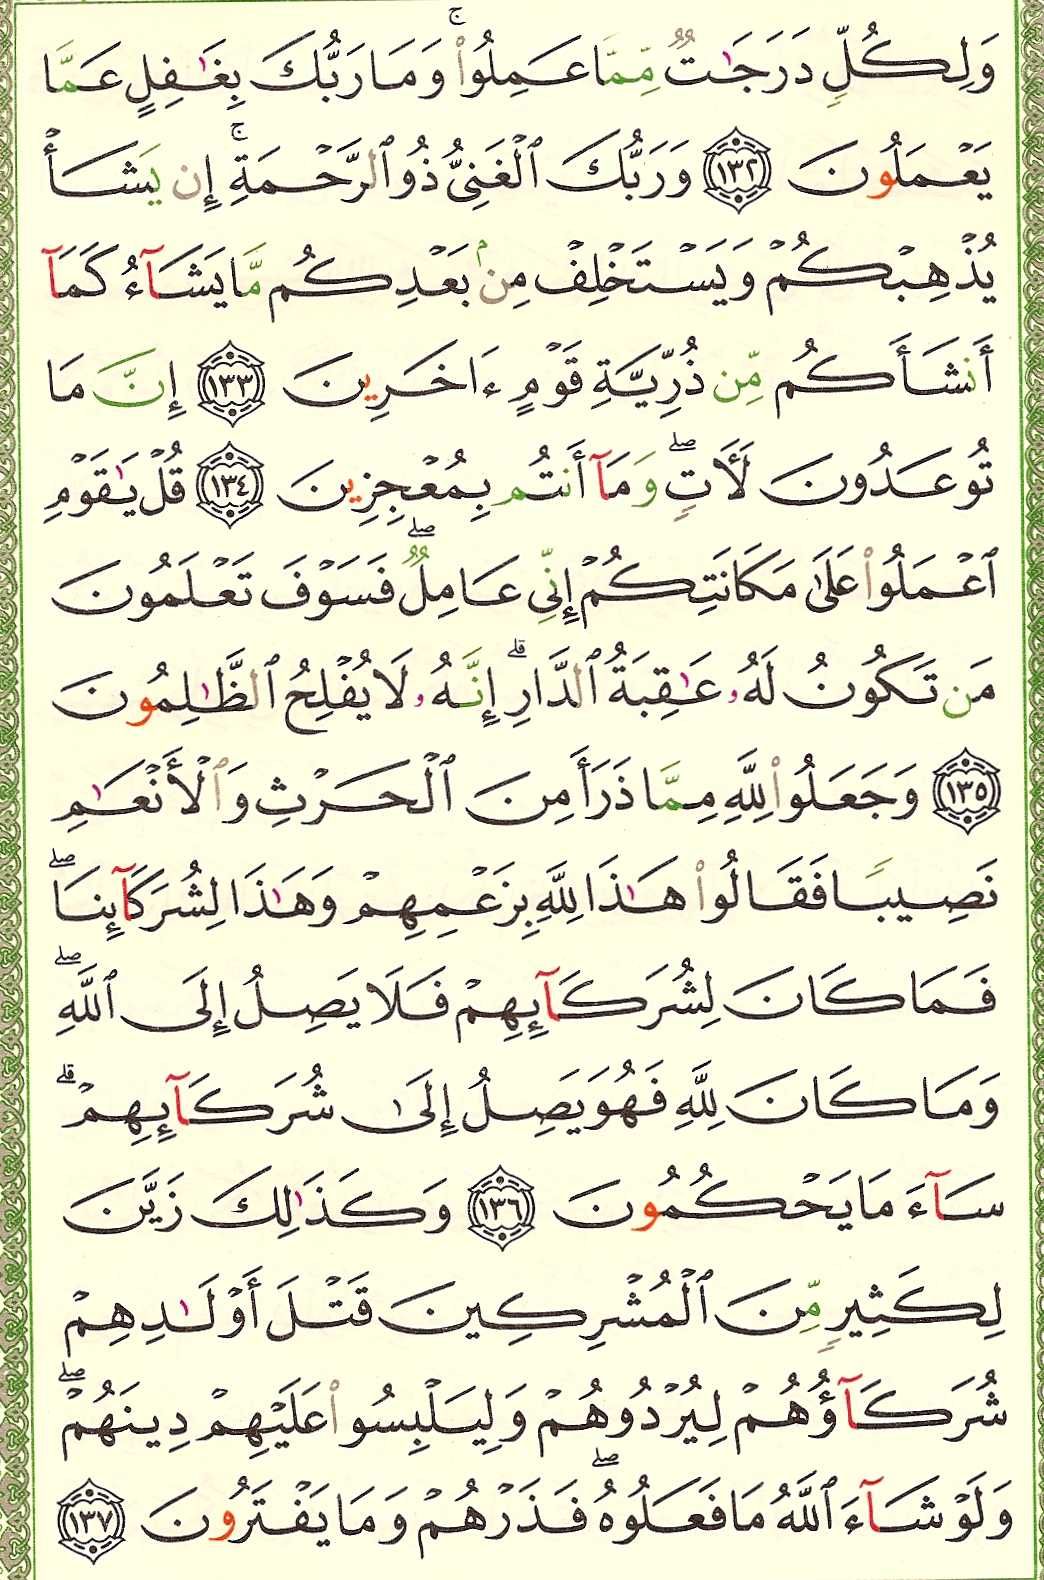 وَلِكُلٍّ دَرَجَـٰتٌ مِّمَّا عَمِلُوا۟ ۚ وَمَا رَبُّكَ بِغَـٰفِلٍ عَمَّا
يَعْمَلُونَ ١٣٢ وَرَبُّكَ ٱلْغَنِىُّ ذُو ٱلرَّحْمَةِ ۚ إِن يَشَأْ
يُذْهِبْكُمْ وَيَسْتَخْلِفْ مِنۢ بَعْدِكُم مَّا يَشَآءُ كَمَآ
أَنشَأَكُم مِّن ذُرِّيَّةِ قَوْمٍ ءَاخَرِينَ ١٣٣ إِنَّ مَا
تُوعَدُونَ لَـَٔاتٍ ۖ وَمَآ أَنتُم بِمُعْجِزِينَ ١٣٤ قُلْ يَـٰقَوْمِ
ٱعْمَلُوا۟ عَلَىٰ مَكَانَتِكُمْ إِنِّى عَامِلٌ ۖ فَسَوْفَ تَعْلَمُونَ
مَن تَكُونُ لَهُۥ عَـٰقِبَةُ ٱلدَّارِ ۗ إِنَّهُۥ لَا يُفْلِحُ ٱلظَّـٰلِمُونَ
١٣٥ وَجَعَلُوا۟ لِلَّهِ مِمَّا ذَرَأَ مِنَ ٱلْحَرْثِ وَٱلْأَنْعَـٰمِ
نَصِيبًا فَقَالُوا۟ هَـٰذَا لِلَّهِ بِزَعْمِهِمْ وَهَـٰذَا لِشُرَكَآئِنَا ۖ
فَمَا كَانَ لِشُرَكَآئِهِمْ فَلَا يَصِلُ إِلَى ٱللَّهِ ۖ
وَمَا كَانَ لِلَّهِ فَهُوَ يَصِلُ إِلَىٰ شُرَكَآئِهِمْ ۗ
سَآءَ مَا يَحْكُمُونَ ١٣٦ وَكَذَٰلِكَ زَيَّنَ
لِكَثِيرٍ مِّنَ ٱلْمُشْرِكِينَ قَتْلَ أَوْلَـٰدِهِمْ
شُرَكَآؤُهُمْ لِيُرْدُوهُمْ وَلِيَلْبِسُوا۟ عَلَيْهِمْ دِينَهُمْ ۖ
وَلَوْ شَآءَ ٱللَّهُ مَا فَعَلُوهُ ۖ فَذَرْهُمْ وَمَا يَفْتَرُونَ ١٣٧